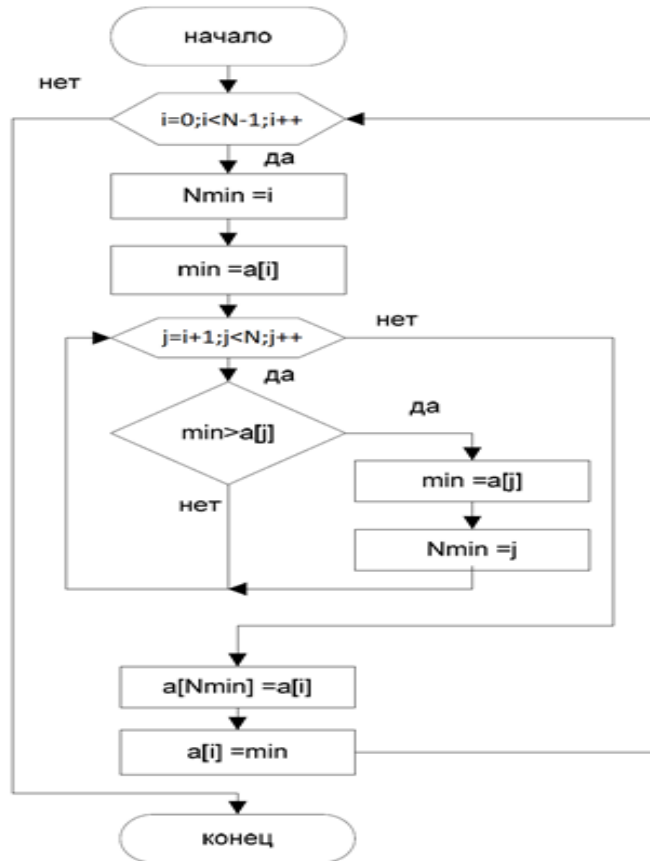 начало
нет
i=0;i<N-1;i++
да
Nmin =i
min =a[i]
j=i+1;j<N;j++
нет
да
min>a[j]
да
нет
min =a[j]
Nmin =j
a[Nmin] =a[i]
a[i] =min
конец